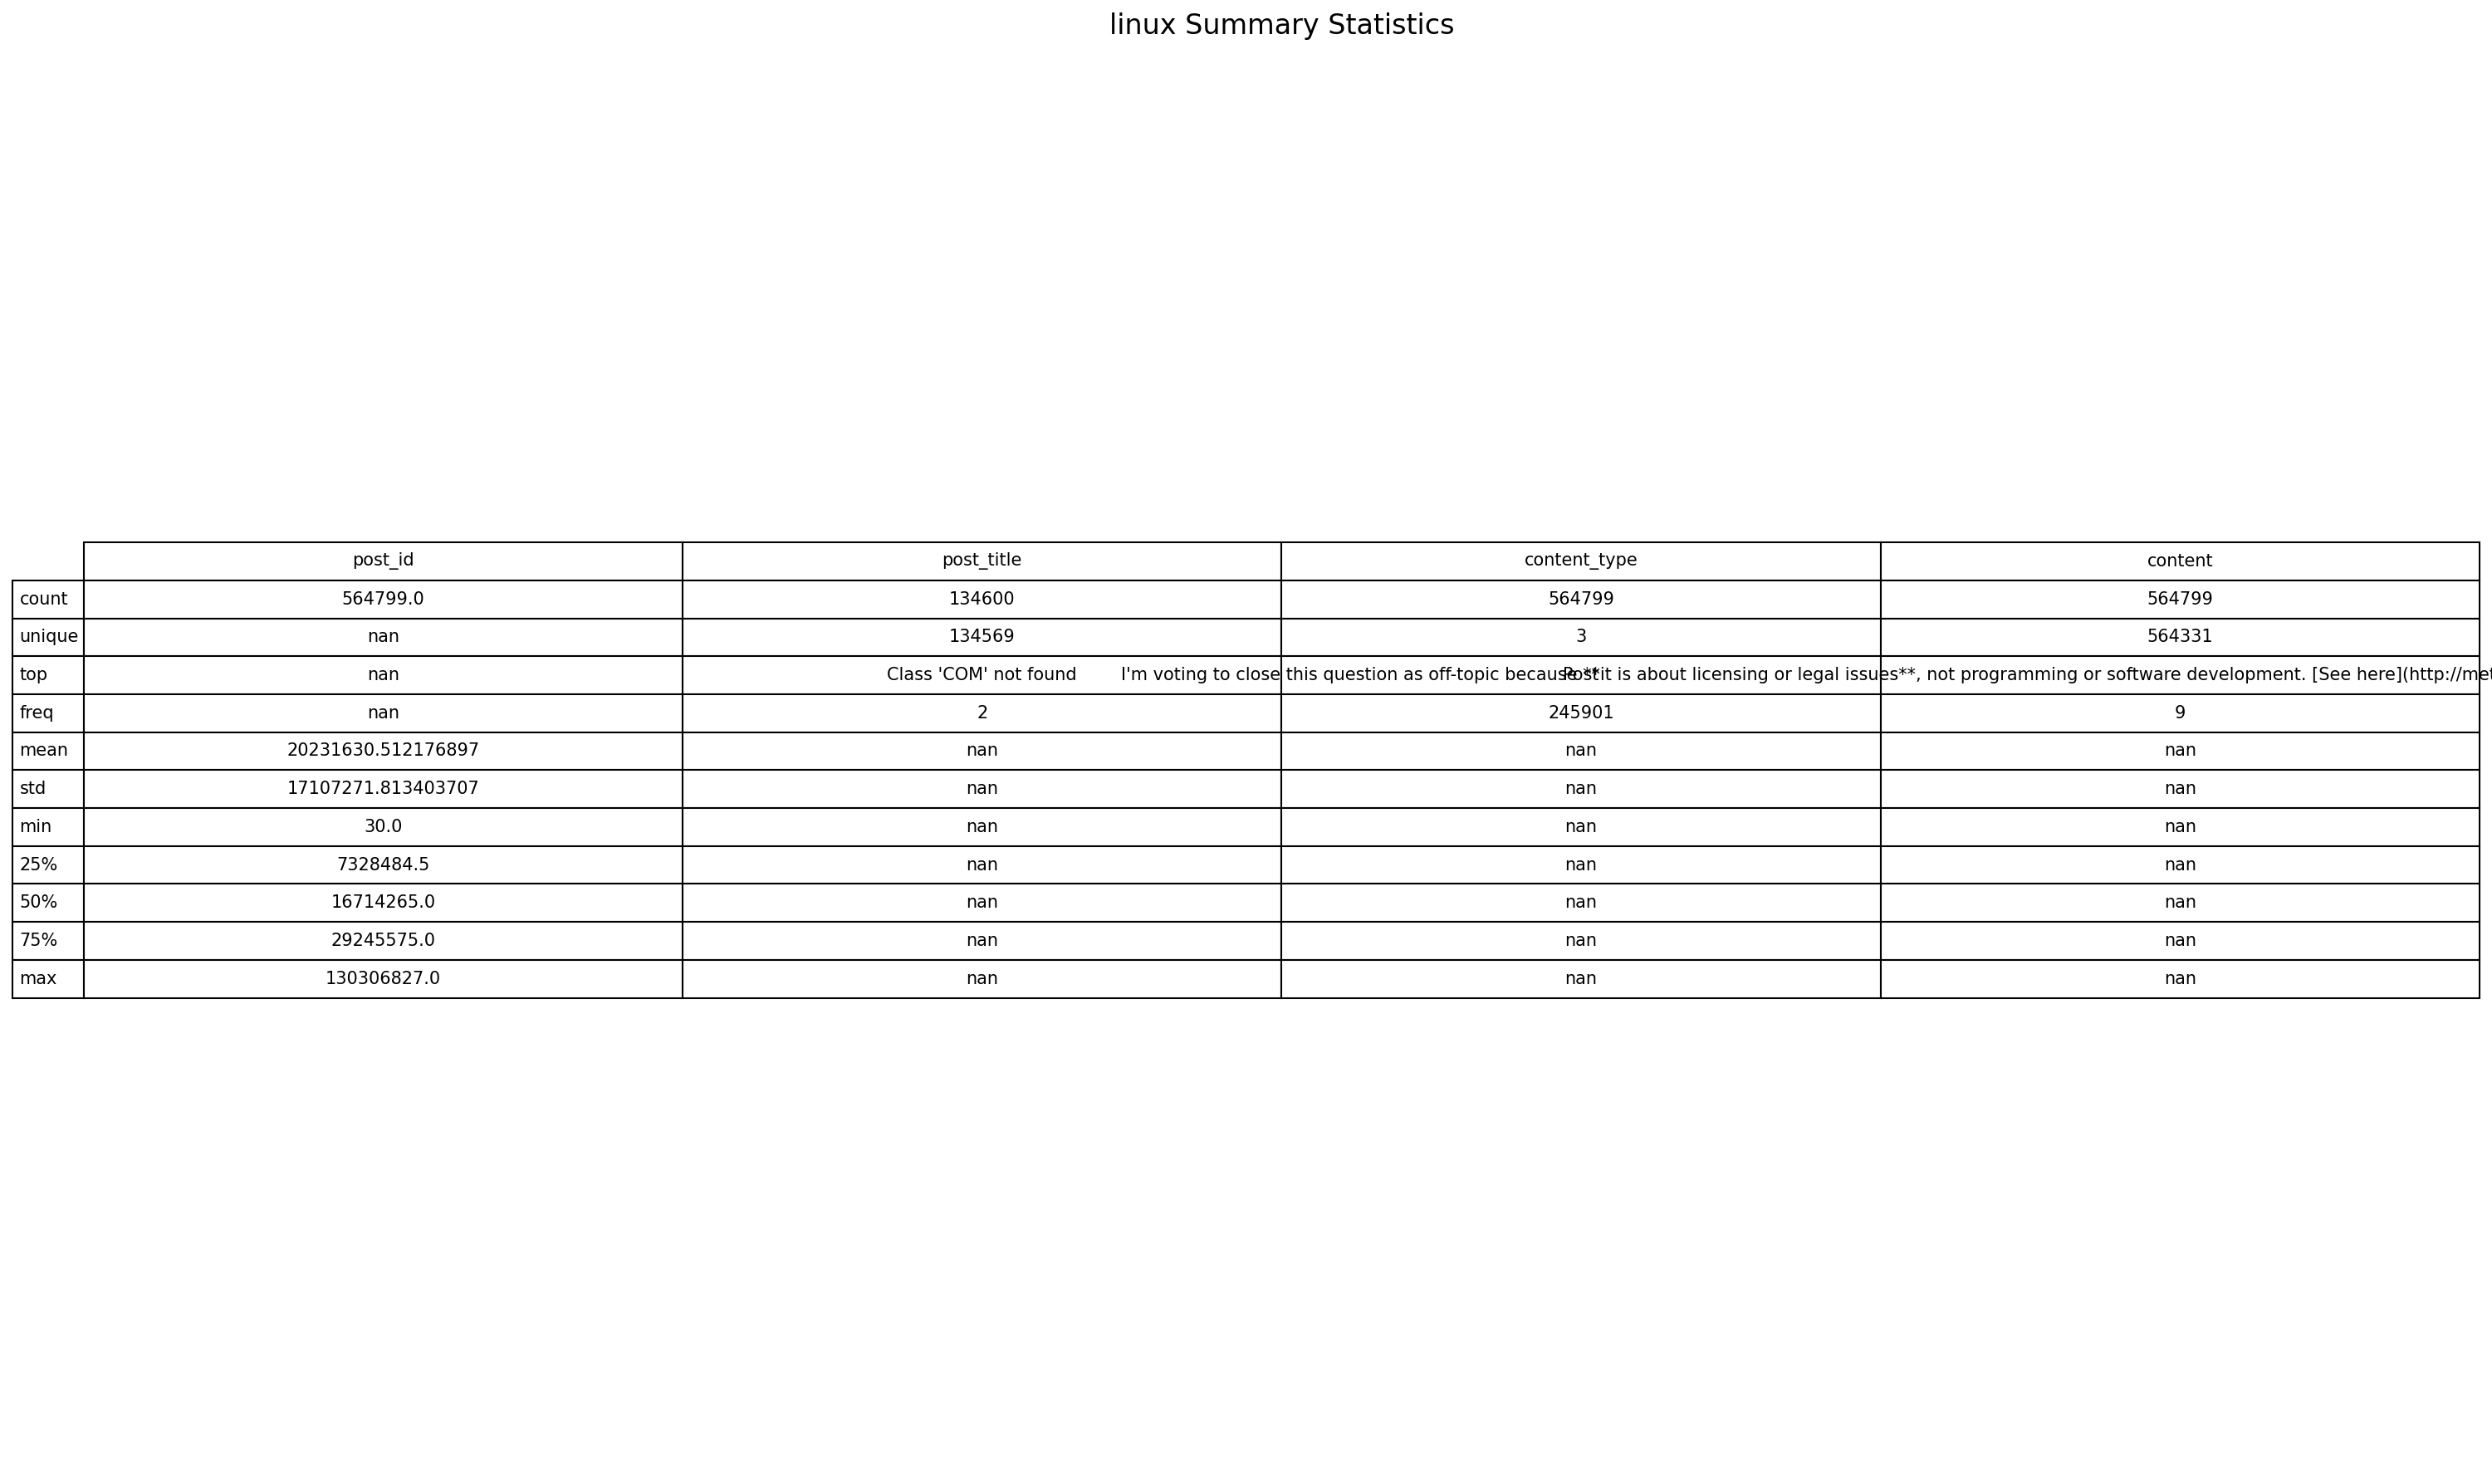 linux Summary Statistics
post_id post_title content_type content
count 564799.0 134600 564799 564799
unique nan 134569 3 564331
top nan Class 'COM' not found Post I'm voting to close this question as off-topic because **it is about licensing or legal issues**, not programming or software development. [See here](http://met
freq nan 2 245901 9
mean 20231630.512176897 nan nan nan
std 17107271.813403707 nan nan nan
min 30.0 nan nan nan
25% 7328484.5 nan nan nan
50% 16714265.0 nan nan nan
75% 29245575.0 nan nan nan
max 130306827.0 nan nan nan